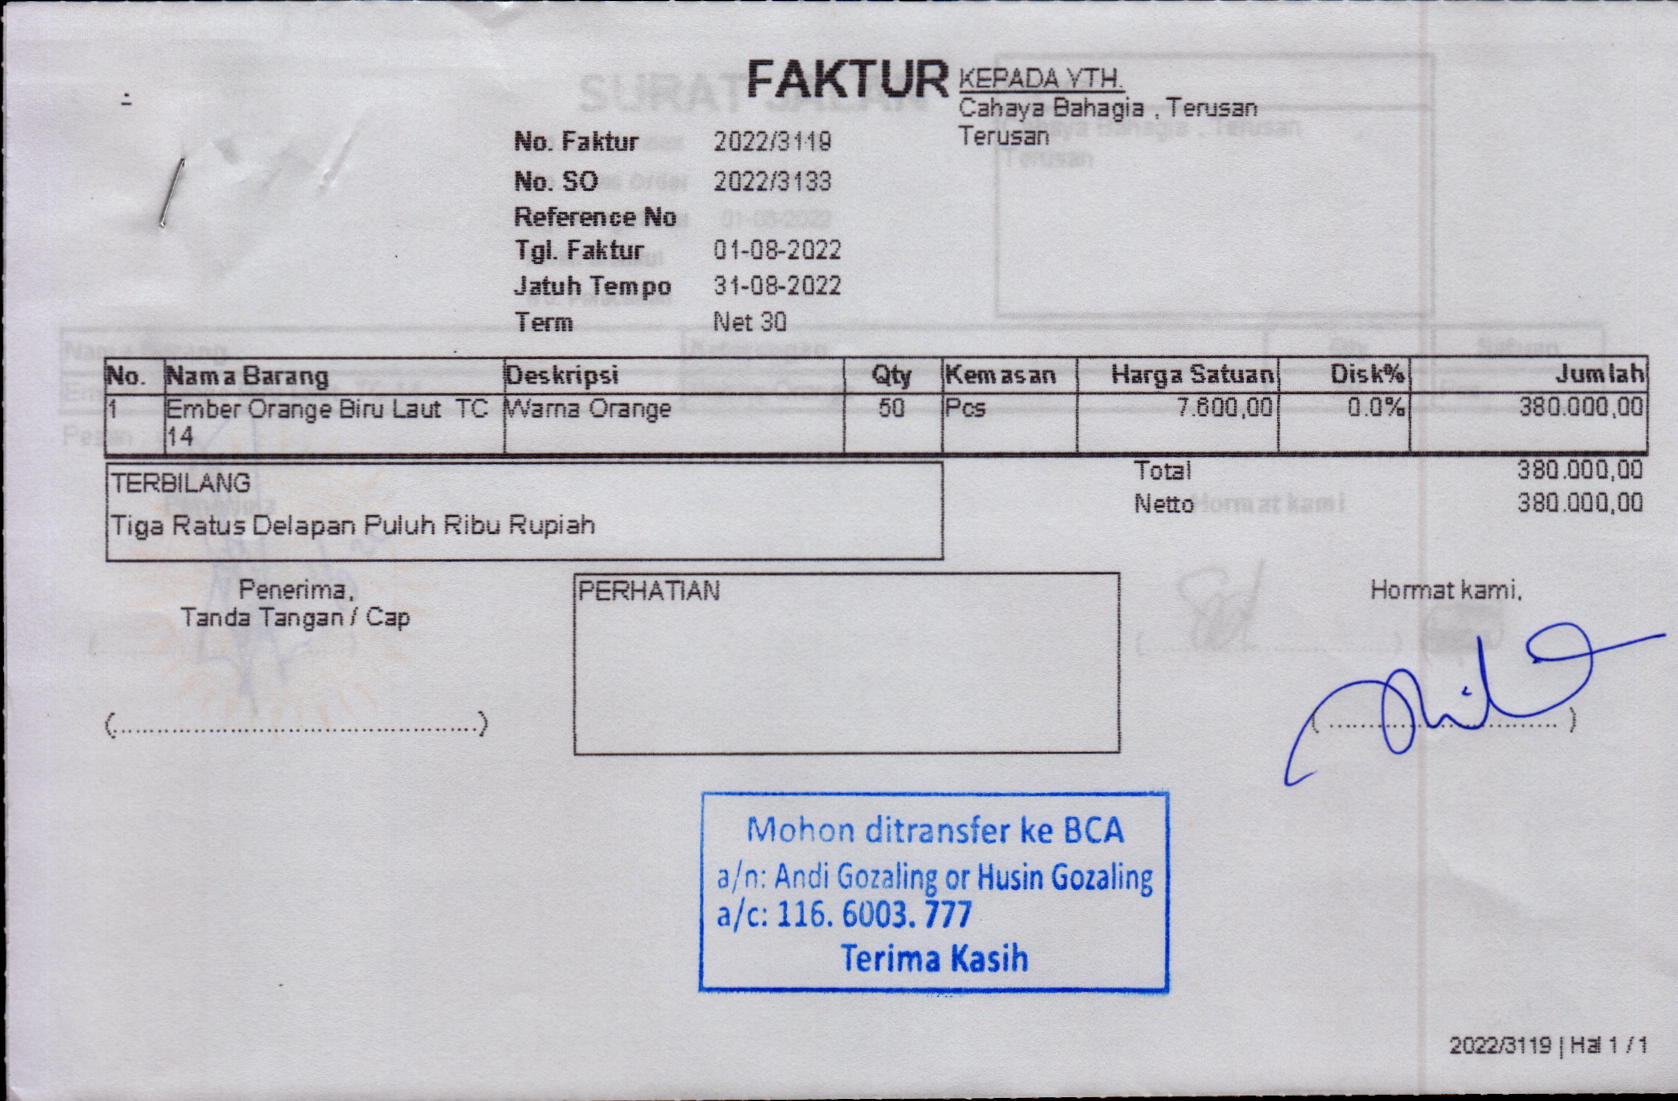 FAKTUR
KEPADA YTH.
Cahaya Bahagia , Terusan
Terusan
No. Faktur 2022/3119
No. SO 2022/3133
Reference No
Tgl. Faktur 01-08-2022
Jatuh Tempo 31-08-2022
Term Net 30
No. Nama Barang Deskripsi Qty Kemasan Harga Satuan Disk% Jumlah
1 Ember Orange Biru Laut TC Warna Orange 50 Pcs 7.600,00 0.0% 380.000,00
14
TERBILANG
Tiga Ratus Delapan Puluh Ribu Rupiah
Total 380.000,00
Netto 380.000,00
Penerima,
Tanda Tangan / Cap
(.....................................................)
PERHATIAN
Hormat kami,
( ................................. )
Mohon ditransfer ke BCA
a/n: Andi Gozaling or Husin Gozaling
a/c: 116. 6003. 777
Terima Kasih
2022/3119 | Hal 1 / 1